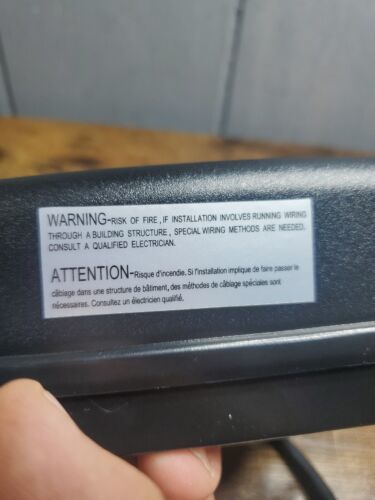 WARNING-RISK OF FIRE , IF INSTALLATION INVOLVES RUNNING WIRING
THROUGH A BUILDING STRUCTURE , SPECIAL WIRING METHODS ARE NEEDED,
CONSULT A QUALIFIED ELECTRICIAN.
ATTENTION-Risque d'incendie. Si l'installation implique de faire passer le
câblage dans une structure de bâtiment, des méthodes de câblage spéciales sont
nécessaires. Consultez un électricien qualifié.